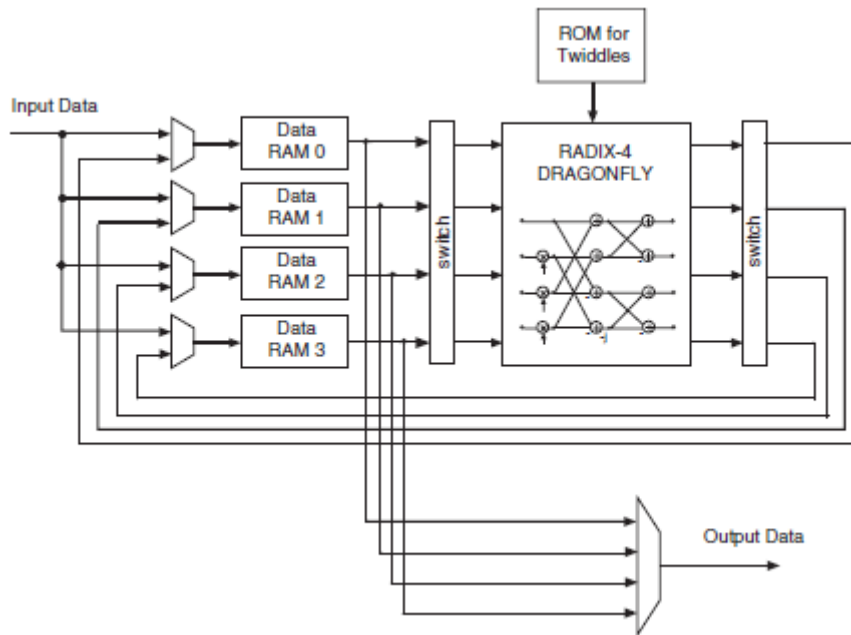 ROM for
Twiddles
Input Data
Data
RAM 0
Data
RAM 1
Data
RAM 2
Data
RAM 3
switch
RADIX-4
DRAGONFLY
-j
switch
Output Data